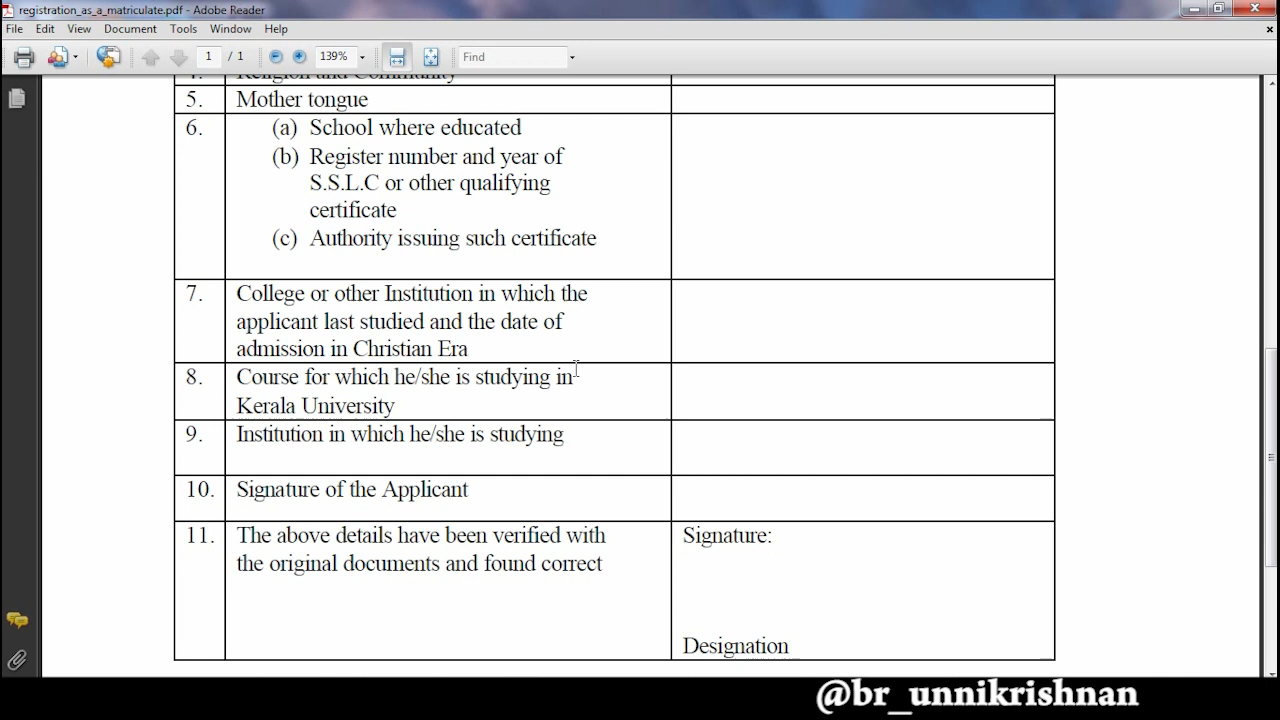 registration_as_a_matriculate.pdf - Adobe Reader
File Edit View Document Tools Window Help
1 / 1 139% Find
4. Religion and Community
5. Mother tongue
6. (a) School where educated
(b) Register number and year of
S.S.L.C or other qualifying
certificate
(c) Authority issuing such certificate
7. College or other Institution in which the
applicant last studied and the date of
admission in Christian Era
8. Course for which he/she is studying in
Kerala University
9. Institution in which he/she is studying
10. Signature of the Applicant
11. The above details have been verified with Signature:
the original documents and found correct
Designation
@br_unnikrishnan